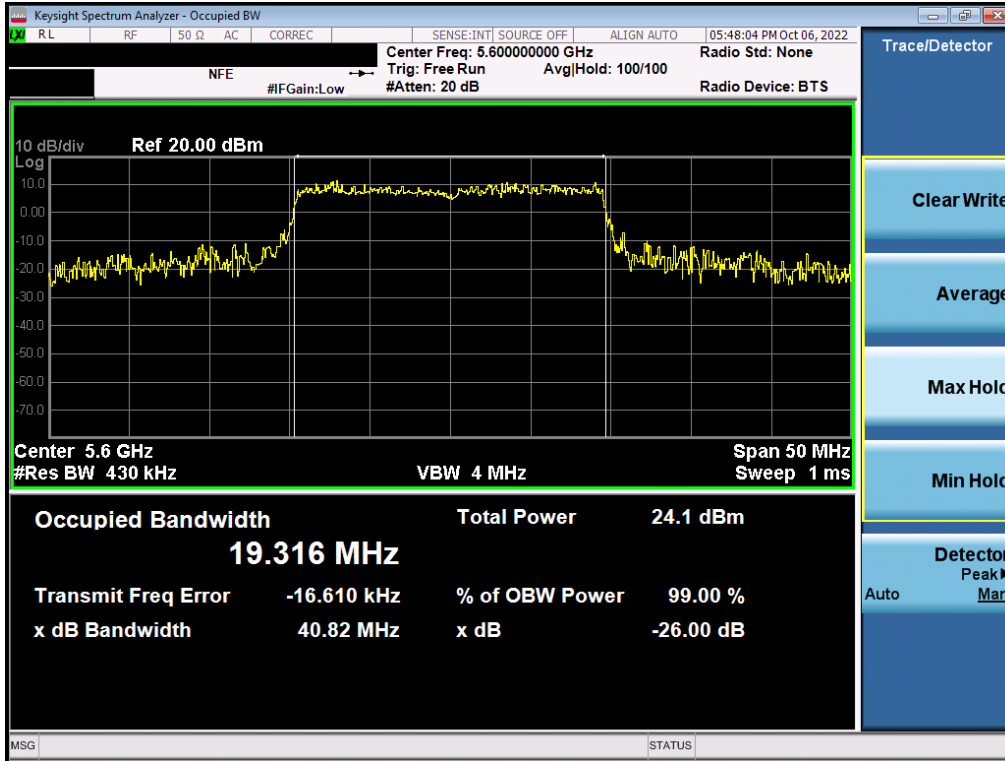 Keysight Spectrum Analyzer - Occupied BW
LXI RL RF 50 Ω AC CORREC SENSE:INT SOURCE OFF ALIGN AUTO 05:48:04 PM Oct 06, 2022
Center Freq: 5.600000000 GHz Radio Std: None
NFE Trig: Free Run Avg|Hold: 100/100
#IFGain:Low #Atten: 20 dB Radio Device: BTS
Trace/Detector
10 dB/div Ref 20.00 dBm
Log
10.0
0.00
-10.0
-20.0
-30.0
-40.0
-50.0
-60.0
-70.0
Center 5.6 GHz Span 50 MHz
#Res BW 430 kHz VBW 4 MHz Sweep 1 ms
Occupied Bandwidth Total Power 24.1 dBm
19.316 MHz
Transmit Freq Error -16.610 kHz % of OBW Power 99.00 %
x dB Bandwidth 40.82 MHz x dB -26.00 dB
Clear Write
Average
Max Hold
Min Hold
Detector
Peak
Auto Man
MSG STATUS